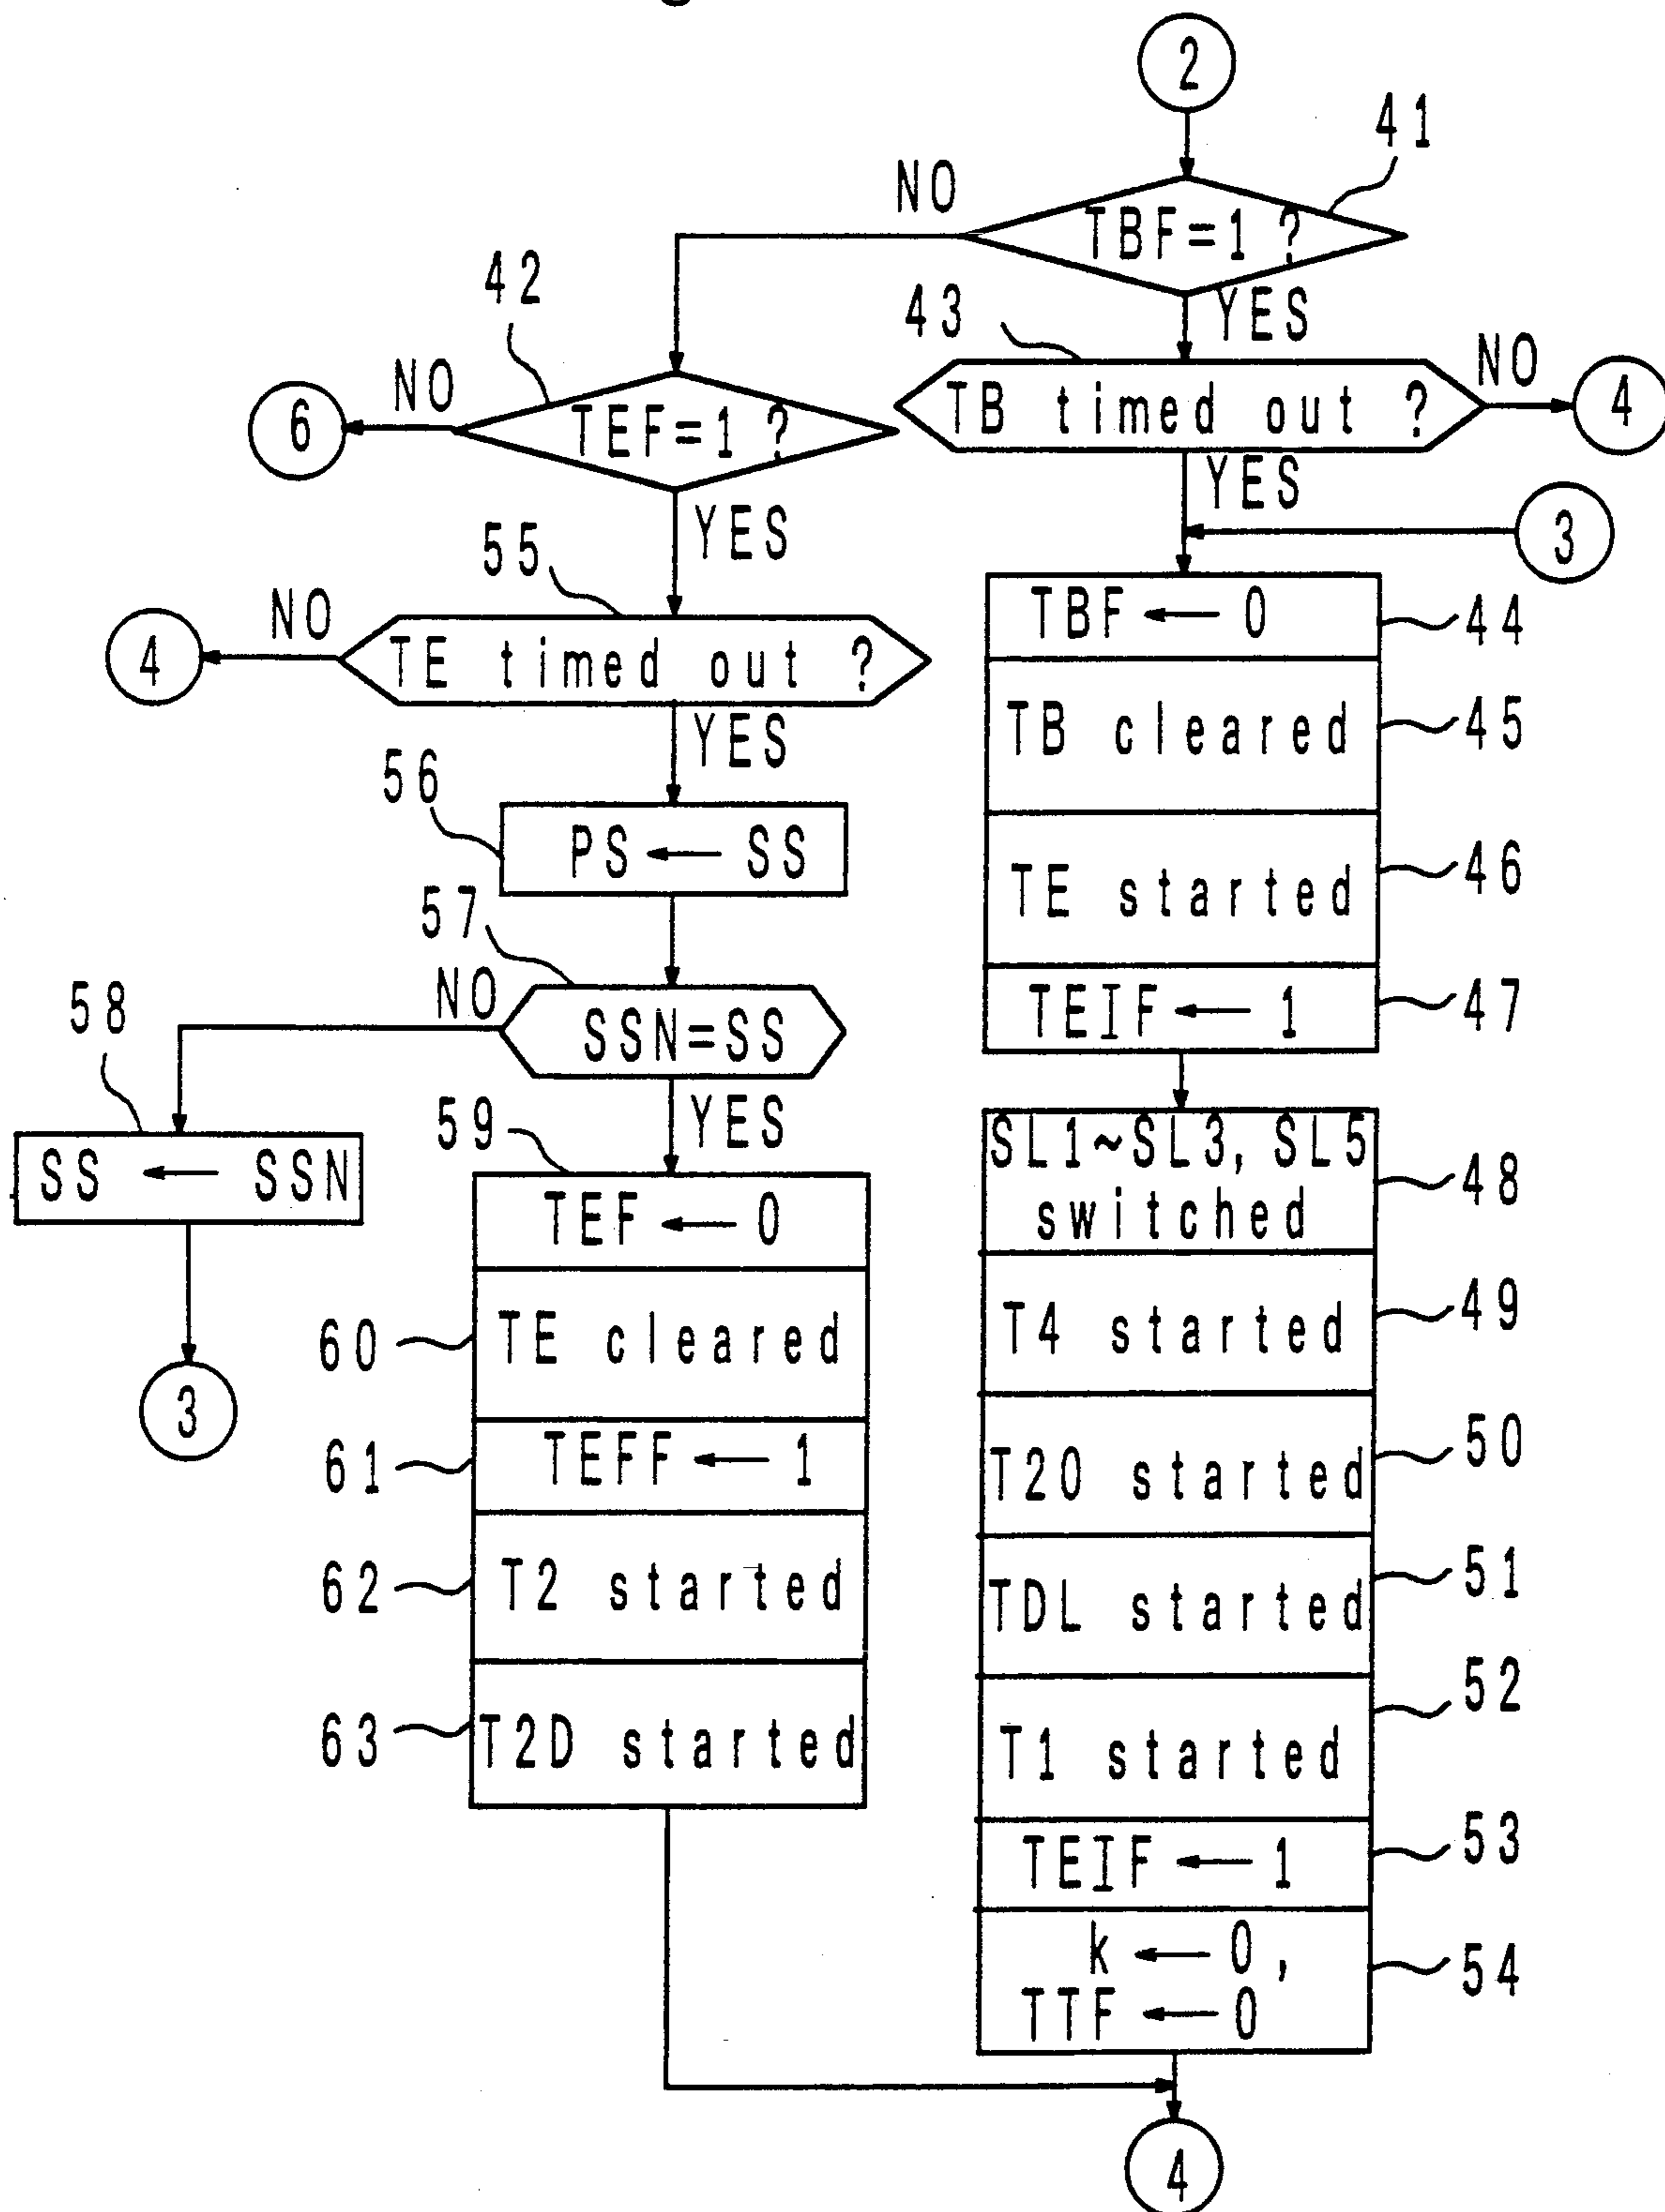 2
41
NO
TBF=1 ?
42
43
YES
NO
NO
6
TEF=1 ?
TB timed out ?
4
YES
YES
3
55
NO
4
TE timed out ?
TBF ← 0
44
YES
TB cleared
45
56
PS ← SS
TE started
46
57
NO
58
SSN=SS
TEIF ← 1
47
59
YES
SL1~SL3, SL5
switched
48
SS ← SSN
TEF ← 0
T4 started
49
60
TE cleared
3
61
TEFF ← 1
T20 started
50
62
T2 started
TDL started
51
52
63
T2D started
T1 started
TEIF ← 1
53
k ← 0,
TTF ← 0
54
4